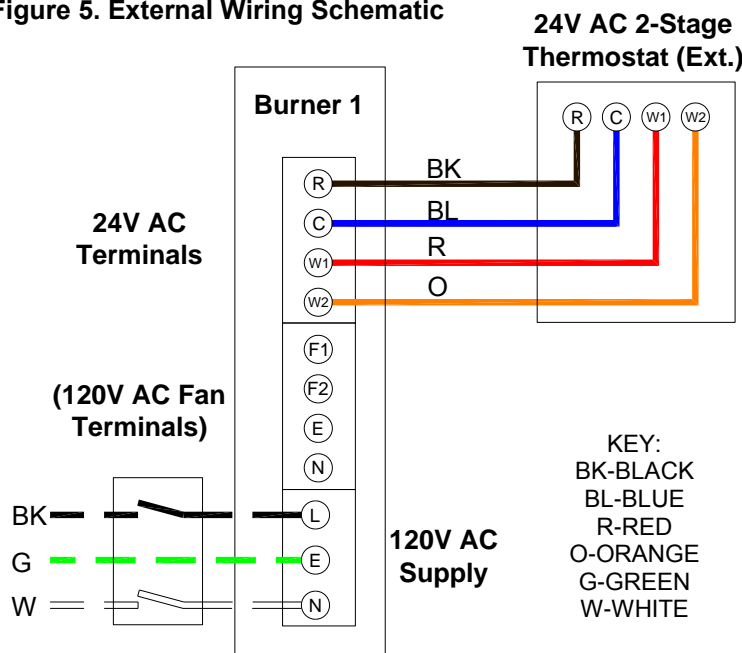 Figure 5. External Wiring Schematic
24V AC 2-Stage
Thermostat (Ext.)
Burner 1
R C W1 W2
R
BK
C
BL
W1
R
W2
O
24V AC
Terminals
F1
F2
E
N
(120V AC Fan
Terminals)
BK
L
G
E
W
N
120V AC
Supply
KEY:
BK-BLACK
BL-BLUE
R-RED
O-ORANGE
G-GREEN
W-WHITE